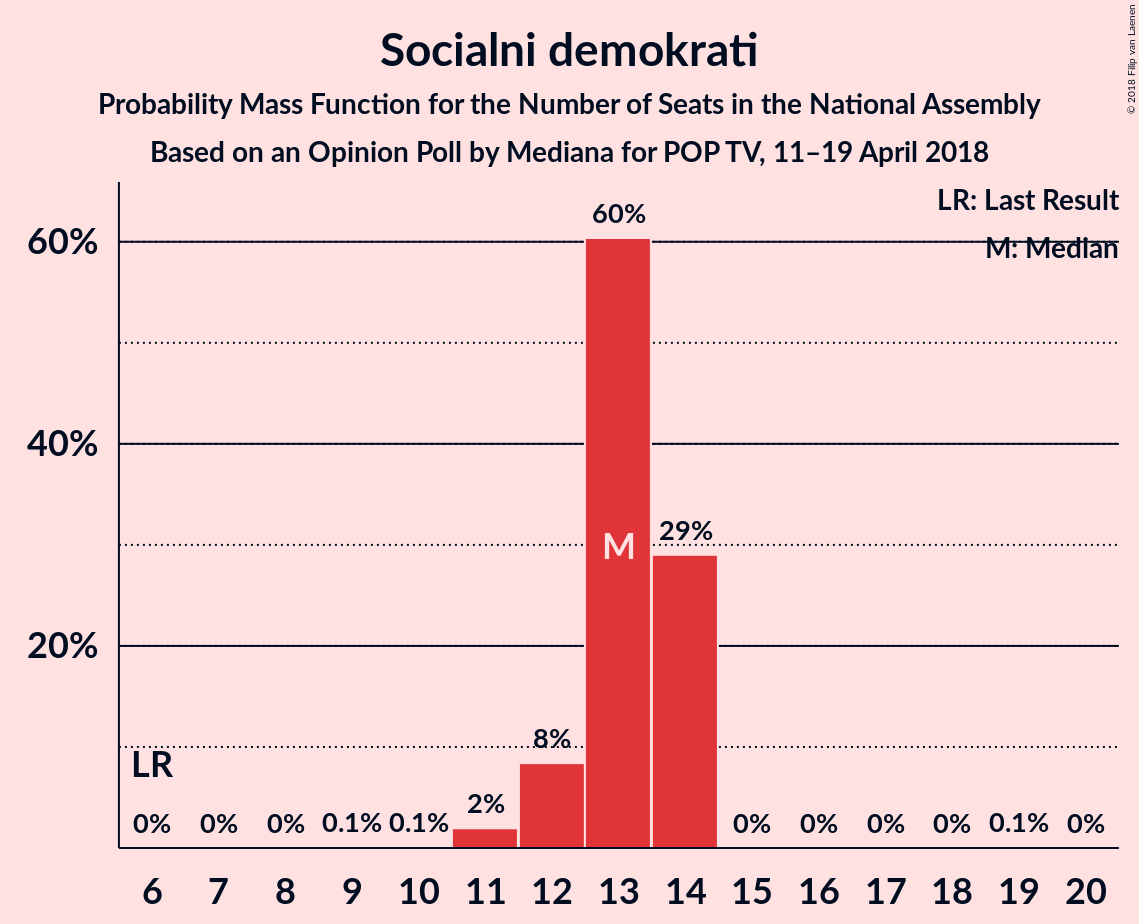 Socialni demokrati
Probability Mass Function for the Number of Seats in the National Assembly
Based on an Opinion Poll by Mediana for POP TV, 11–19 April 2018
© 2018 Filip van Laenen
LR: Last Result
M: Median
60%
40%
20%
60%
29%
M
8%
LR
2%
0% 0% 0% 0.1% 0.1% 0% 0% 0% 0% 0.1% 0%
6 7 8 9 10 11 12 13 14 15 16 17 18 19 20